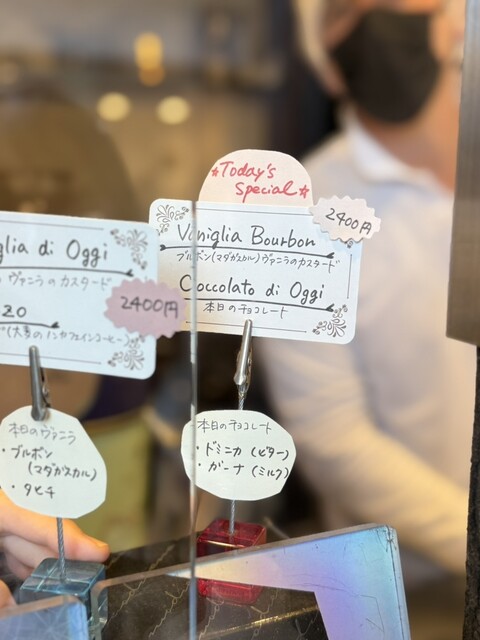 ☆Today's
Special☆
2400円
Vaniglia Bourbon
ブルボン(マダガスカル)ヴァニラのカスタード
Cioccolato di Oggi
本日のチョコレート
本日のチョコレート
・ドミニカ(ビター)
・ガーナ(ミルク)
glia di Oggi
ヴァニラのカスタード
2400円
zo
(大麦のノンカフェインコーヒー)
本日のヴァニラ
・ブルボン
(マダガスカル)
・タヒチ